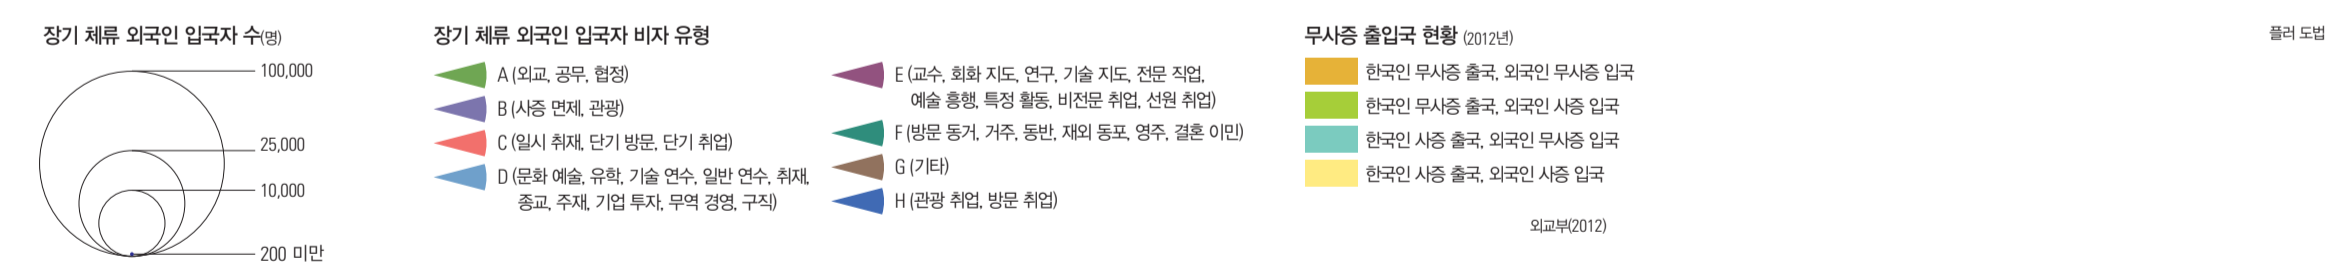 장기 체류 외국인 입국자 수(명)
100,000
25,000
10,000
200 미만
장기 체류 외국인 입국자 비자 유형
A (외교, 공무, 협정)
B (사증 면제, 관광)
C (일시 취재, 단기 방문, 단기 취업)
D (문화 예술, 유학, 기술 연수, 일반 연수, 취재,
종교, 주재, 기업 투자, 무역 경영, 구직)
E (교수, 회화 지도, 연구, 기술 지도, 전문 직업,
예술 흥행, 특정 활동, 비전문 취업, 선원 취업)
F (방문 동거, 거주, 동반, 재외 동포, 영주, 결혼 이민)
G (기타)
H (관광 취업, 방문 취업)
무사증 출입국 현황 (2012년)
한국인 무사증 출국, 외국인 무사증 입국
한국인 무사증 출국, 외국인 사증 입국
한국인 사증 출국, 외국인 무사증 입국
한국인 사증 출국, 외국인 사증 입국
외교부(2012)
플러 도법